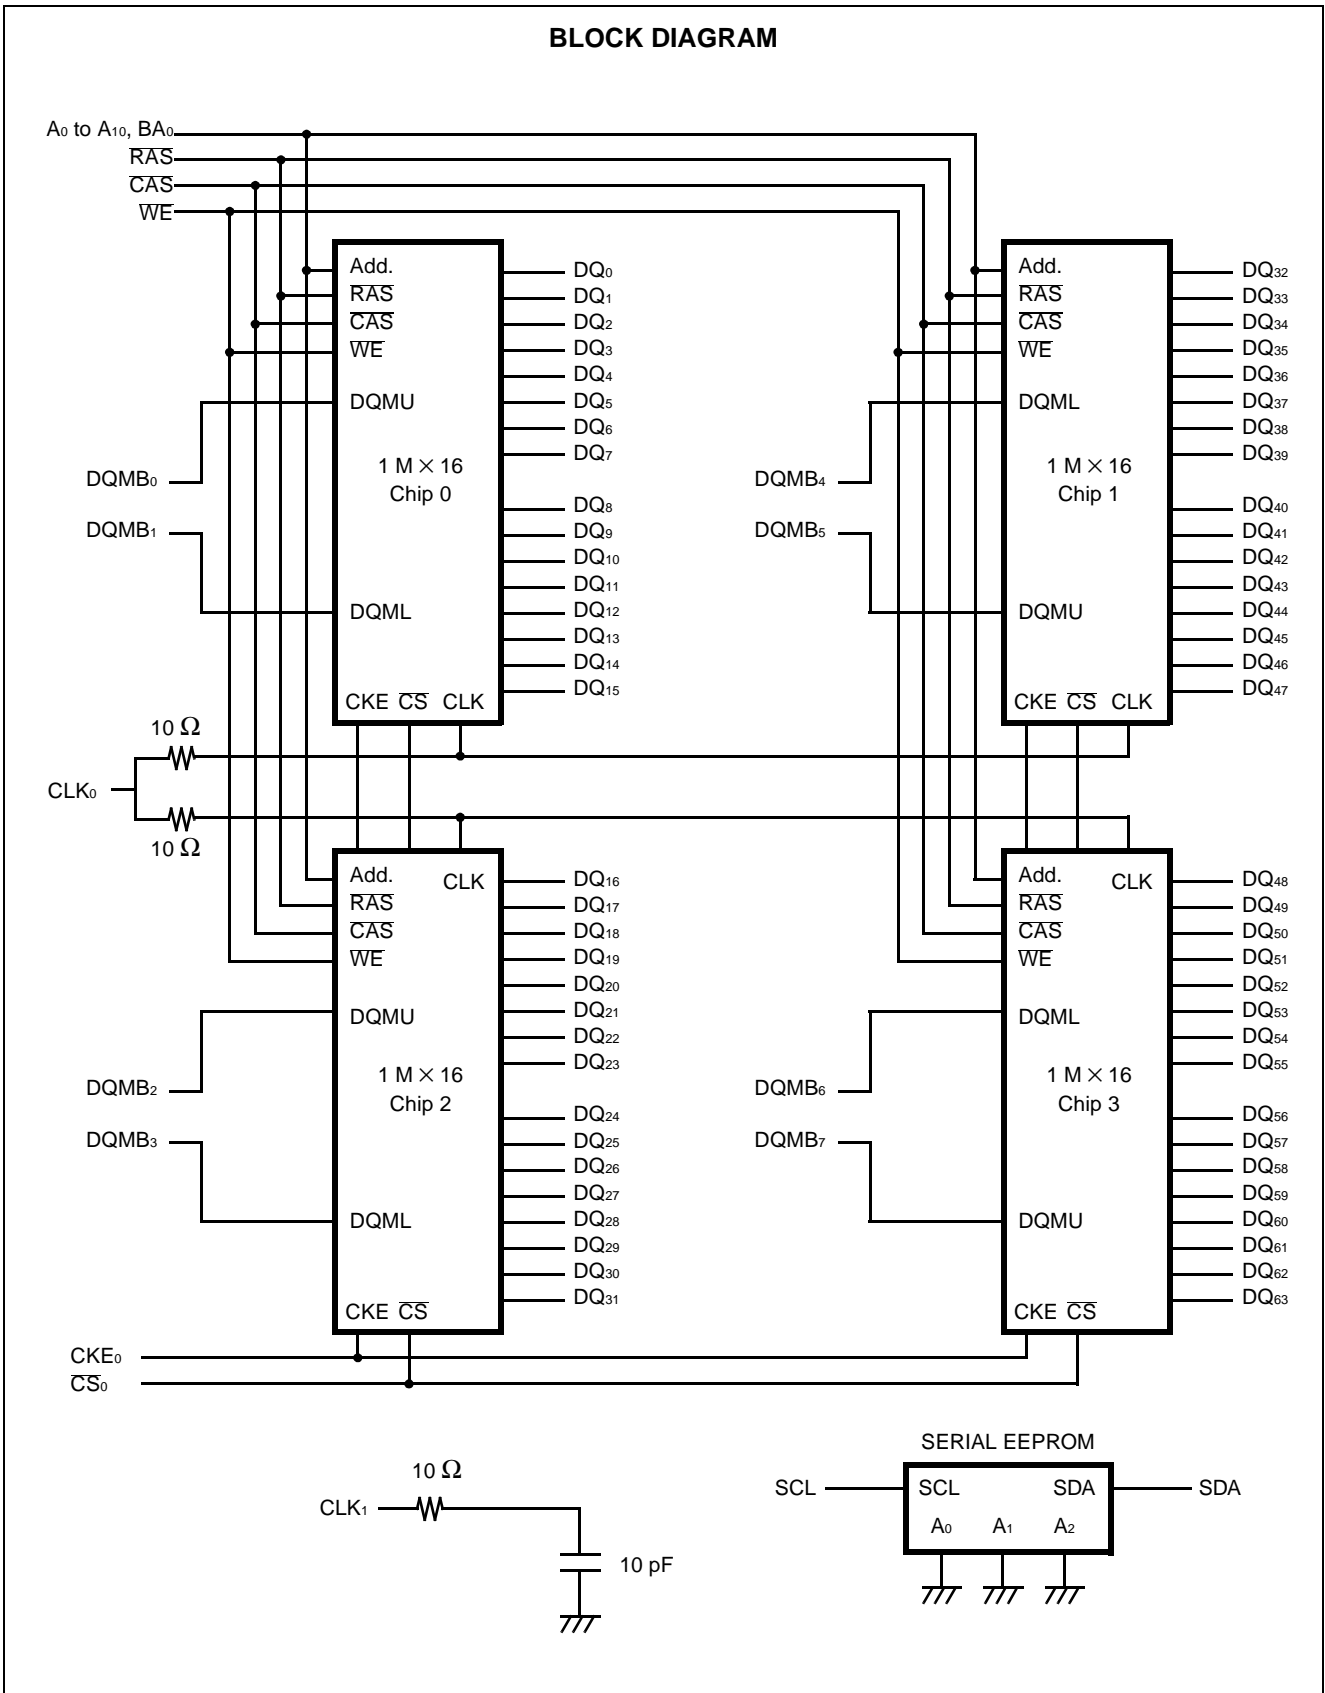 BLOCK DIAGRAM
A0 to A10, BA0
RAS
CAS
WE
Add.
RAS
CAS
WE
DQMU
1 M × 16
Chip 0
DQML
CKE CS CLK
DQMB0
DQMB1
DQ0
DQ1
DQ2
DQ3
DQ4
DQ5
DQ6
DQ7
DQ8
DQ9
DQ10
DQ11
DQ12
DQ13
DQ14
DQ15
Add.
RAS
CAS
WE
DQML
1 M × 16
Chip 1
DQMU
CKE CS CLK
DQMB4
DQMB5
DQ32
DQ33
DQ34
DQ35
DQ36
DQ37
DQ38
DQ39
DQ40
DQ41
DQ42
DQ43
DQ44
DQ45
DQ46
DQ47
10 Ω
CLK0
10 Ω
Add.
CLK
RAS
CAS
WE
DQMU
1 M × 16
Chip 2
DQML
CKE CS
DQMB2
DQMB3
DQ16
DQ17
DQ18
DQ19
DQ20
DQ21
DQ22
DQ23
DQ24
DQ25
DQ26
DQ27
DQ28
DQ29
DQ30
DQ31
Add.
CLK
RAS
CAS
WE
DQML
1 M × 16
Chip 3
DQMU
CKE CS
DQMB6
DQMB7
DQ48
DQ49
DQ50
DQ51
DQ52
DQ53
DQ54
DQ55
DQ56
DQ57
DQ58
DQ59
DQ60
DQ61
DQ62
DQ63
CKE0
CS0
10 Ω
CLK1
10 pF
SERIAL EEPROM
SCL
SCL SDA
SDA
A0 A1 A2